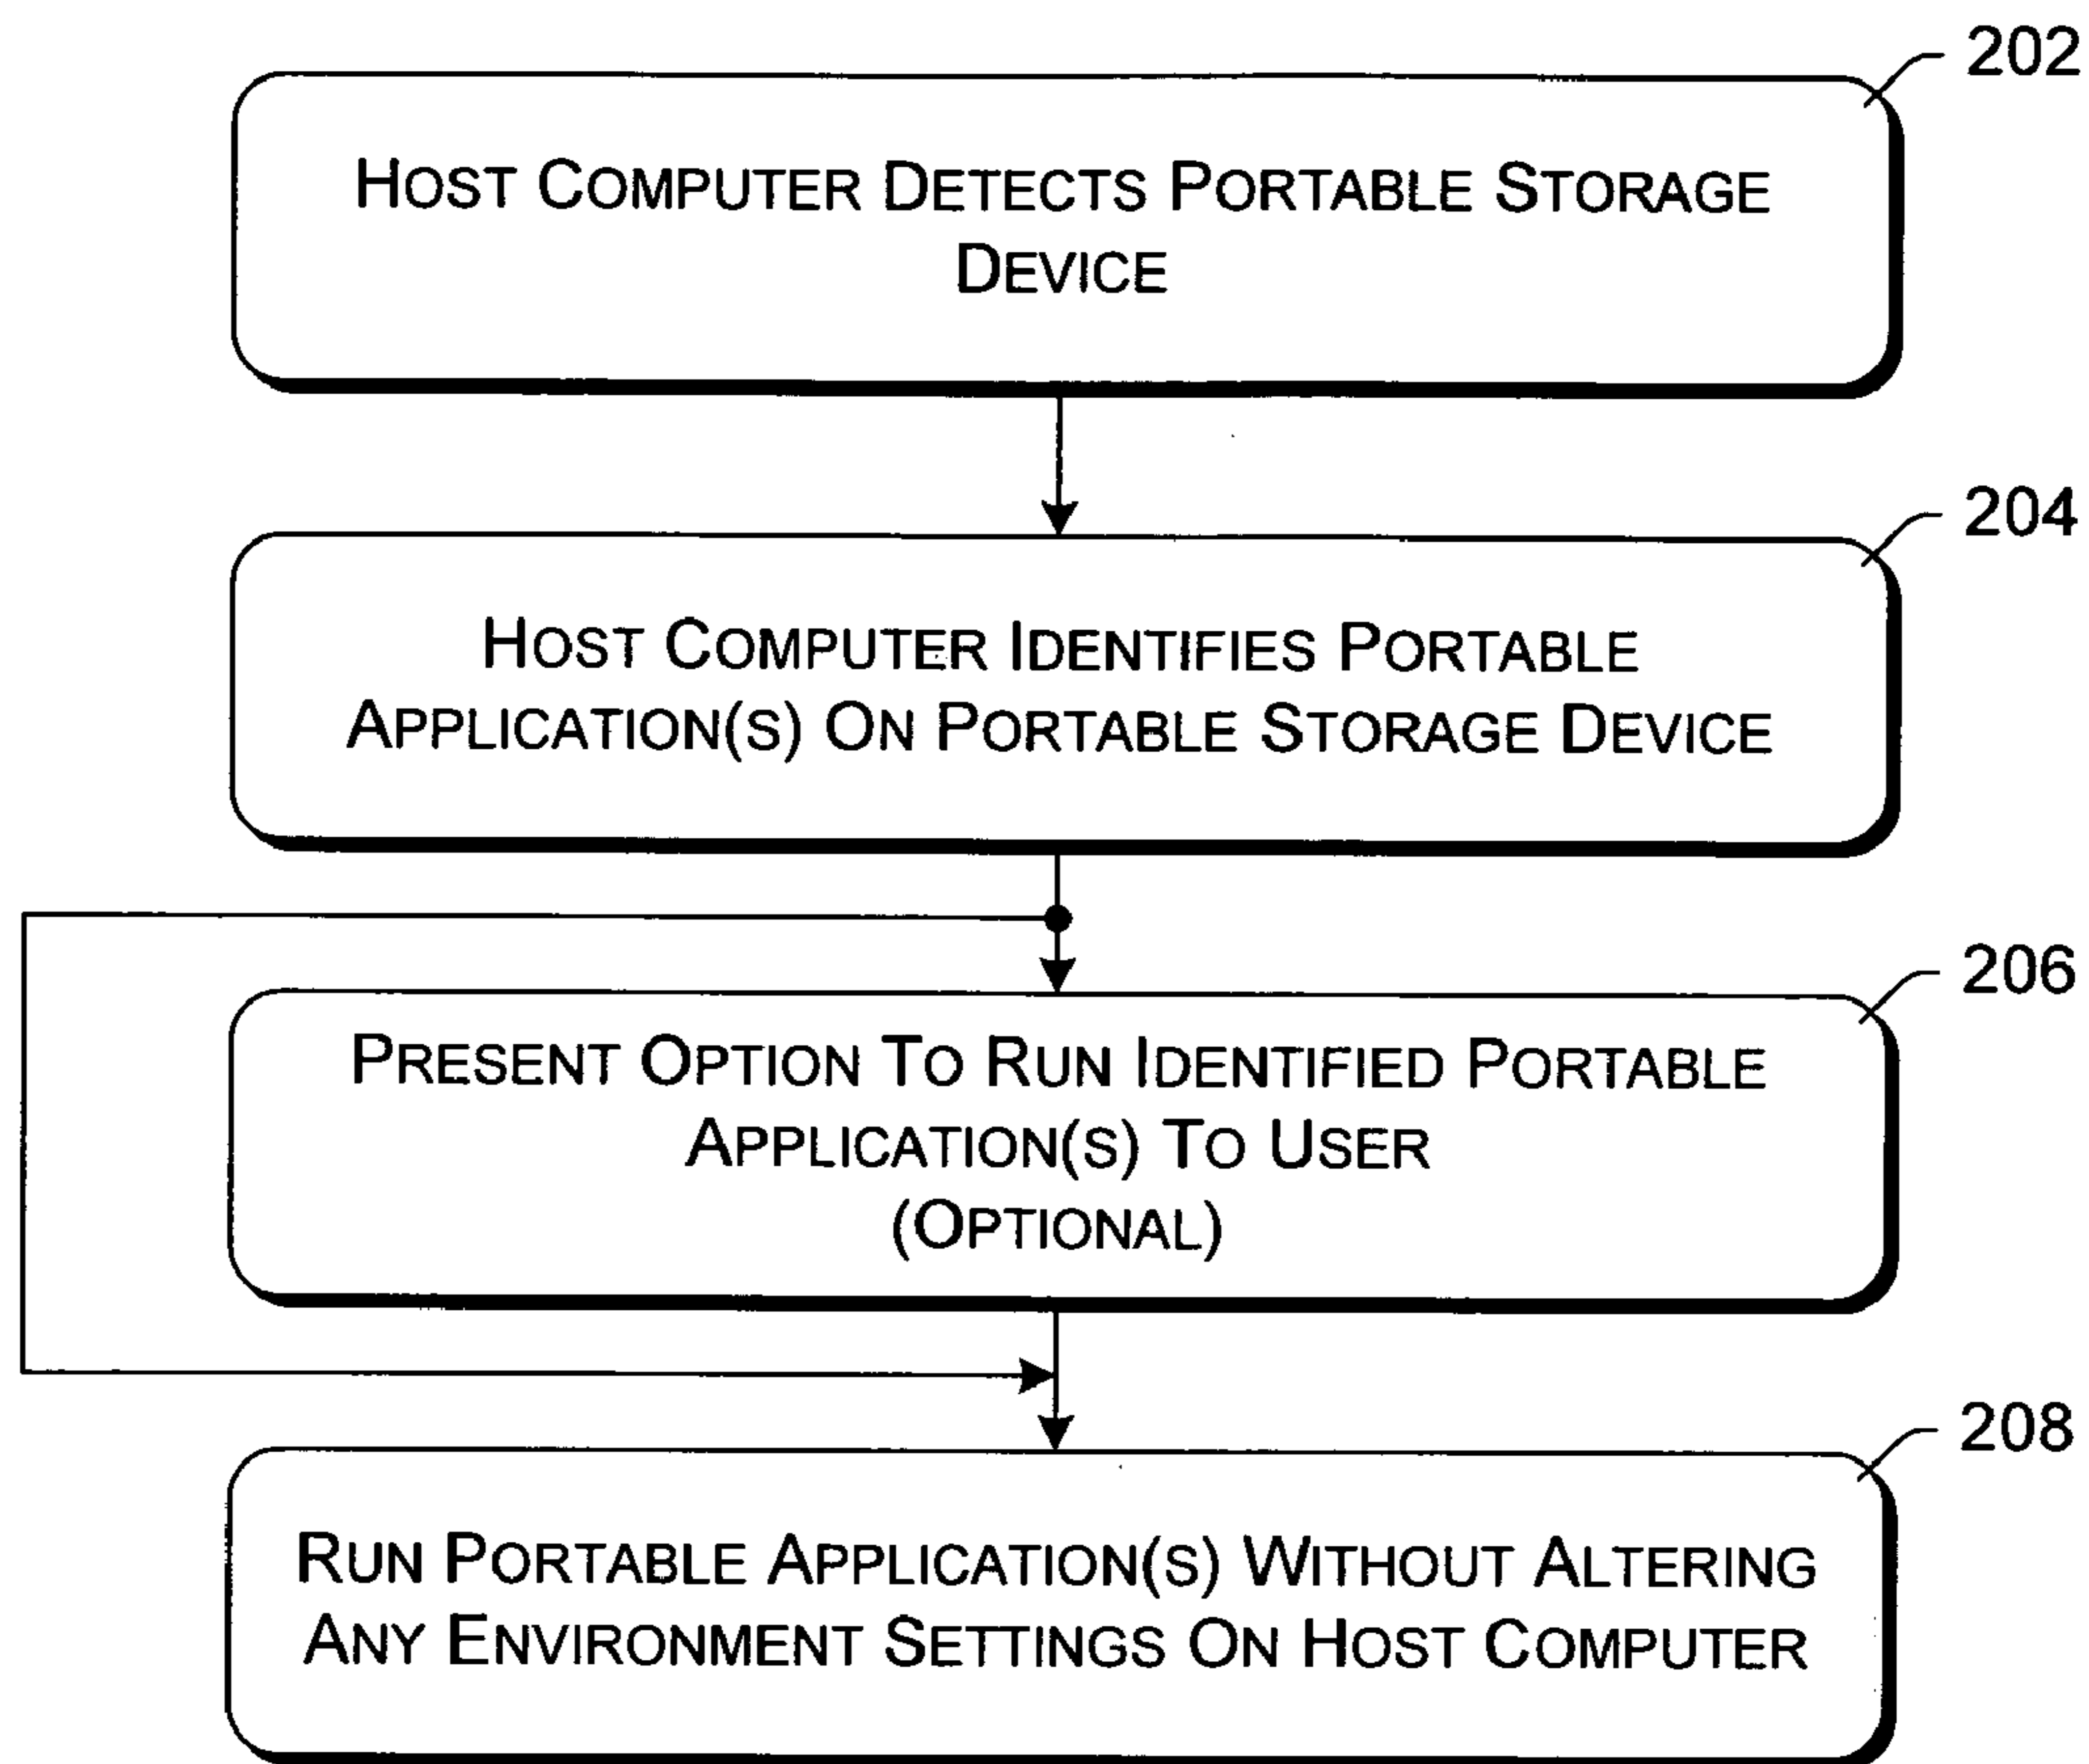 202
HOST COMPUTER DETECTS PORTABLE STORAGE
DEVICE
204
HOST COMPUTER IDENTIFIES PORTABLE
APPLICATION(S) ON PORTABLE STORAGE DEVICE
206
PRESENT OPTION TO RUN IDENTIFIED PORTABLE
APPLICATION(S) TO USER
(OPTIONAL)
208
RUN PORTABLE APPLICATION(S) WITHOUT ALTERING
ANY ENVIRONMENT SETTINGS ON HOST COMPUTER